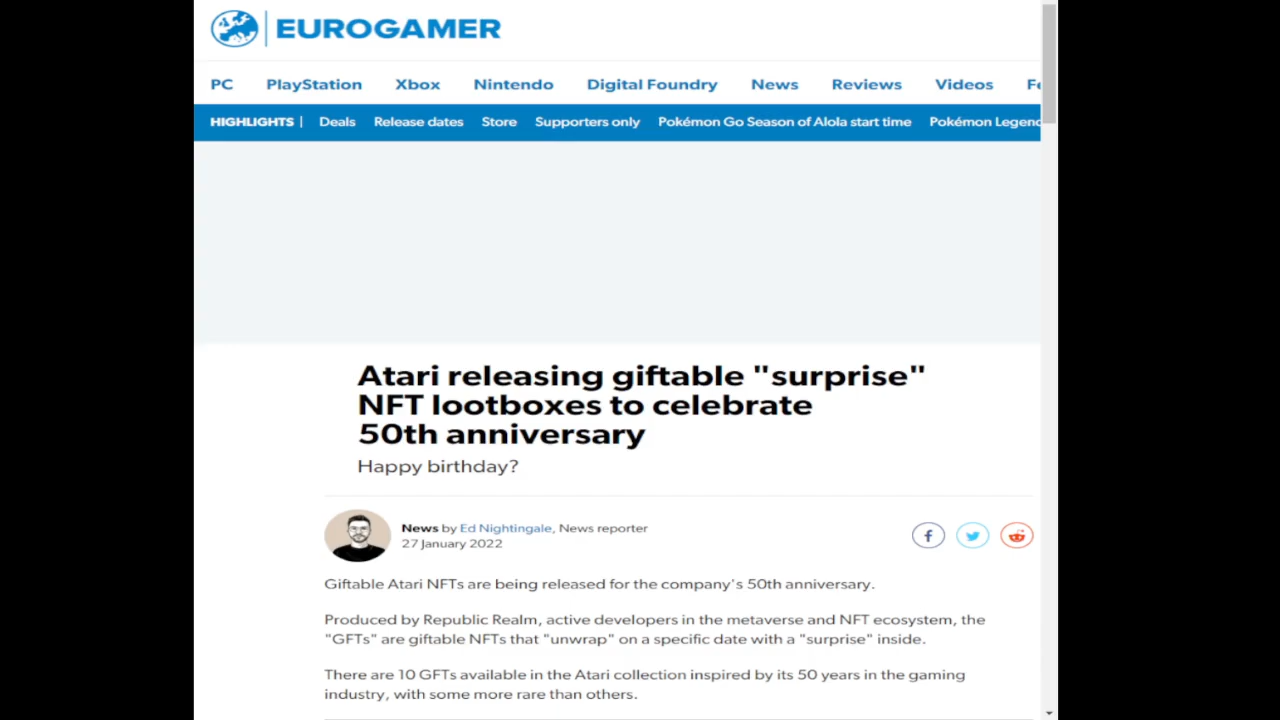 EUROGAMER
PC PlayStation Xbox Nintendo Digital Foundry News Reviews Videos
HIGHLIGHTS | Deals Release dates Store Supporters only Pokémon Go Season of Alola start time Pokémon Legend
Atari releasing giftable "surprise"
NFT lootboxes to celebrate
50th anniversary
Happy birthday?
News by Ed Nightingale, News reporter
27 January 2022
Giftable Atari NFTs are being released for the company's 50th anniversary.
Produced by Republic Realm, active developers in the metaverse and NFT ecosystem, the
"GFTs" are giftable NFTs that "unwrap" on a specific date with a "surprise" inside.
There are 10 GFTs available in the Atari collection inspired by its 50 years in the gaming
industry, with some more rare than others.